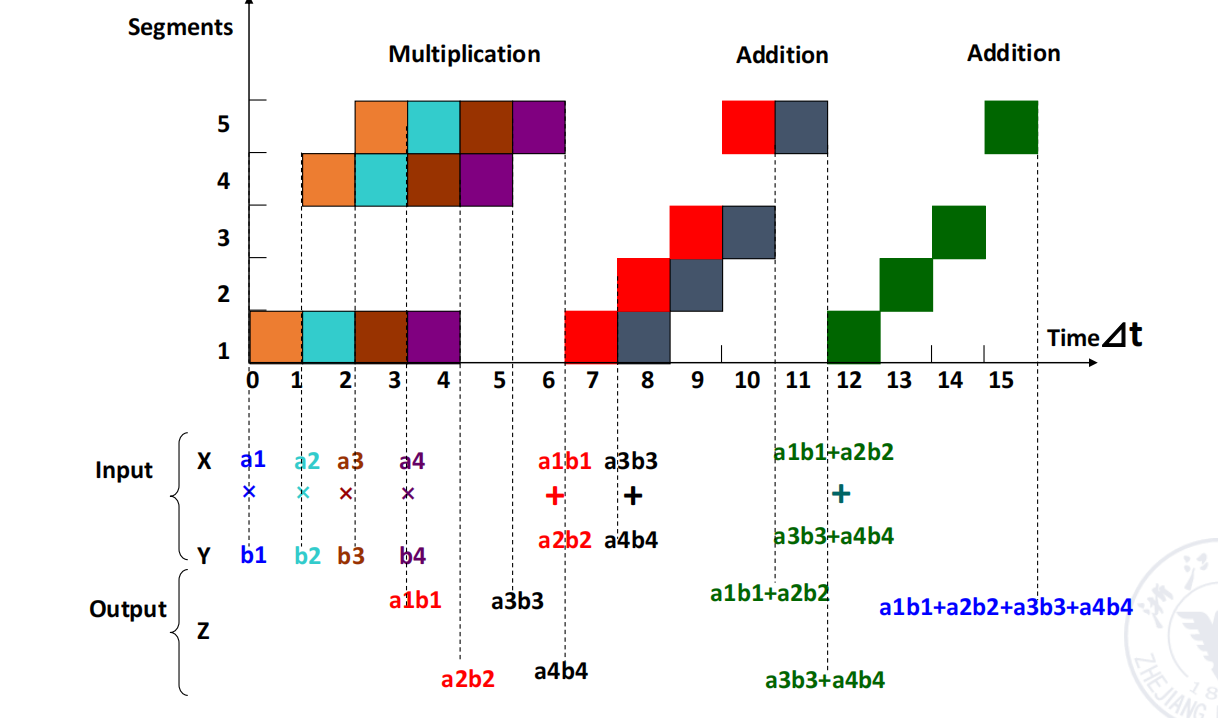 Segments
Multiplication
Addition
Addition
5
4
3
2
1
Time⊿t
0 1 2 3 4 5 6 7 8 9 10 11 12 13 14 15
Input
X a1 a2 a3 a4 a1b1 a3b3 a1b1+a2b2
× × × × + + +
Y b1 b2 b3 b4 a2b2 a4b4 a3b3+a4b4
Output
Z
a1b1 a3b3 a1b1+a2b2 a1b1+a2b2+a3b3+a4b4
a2b2 a4b4 a3b3+a4b4
ZHEJIANG